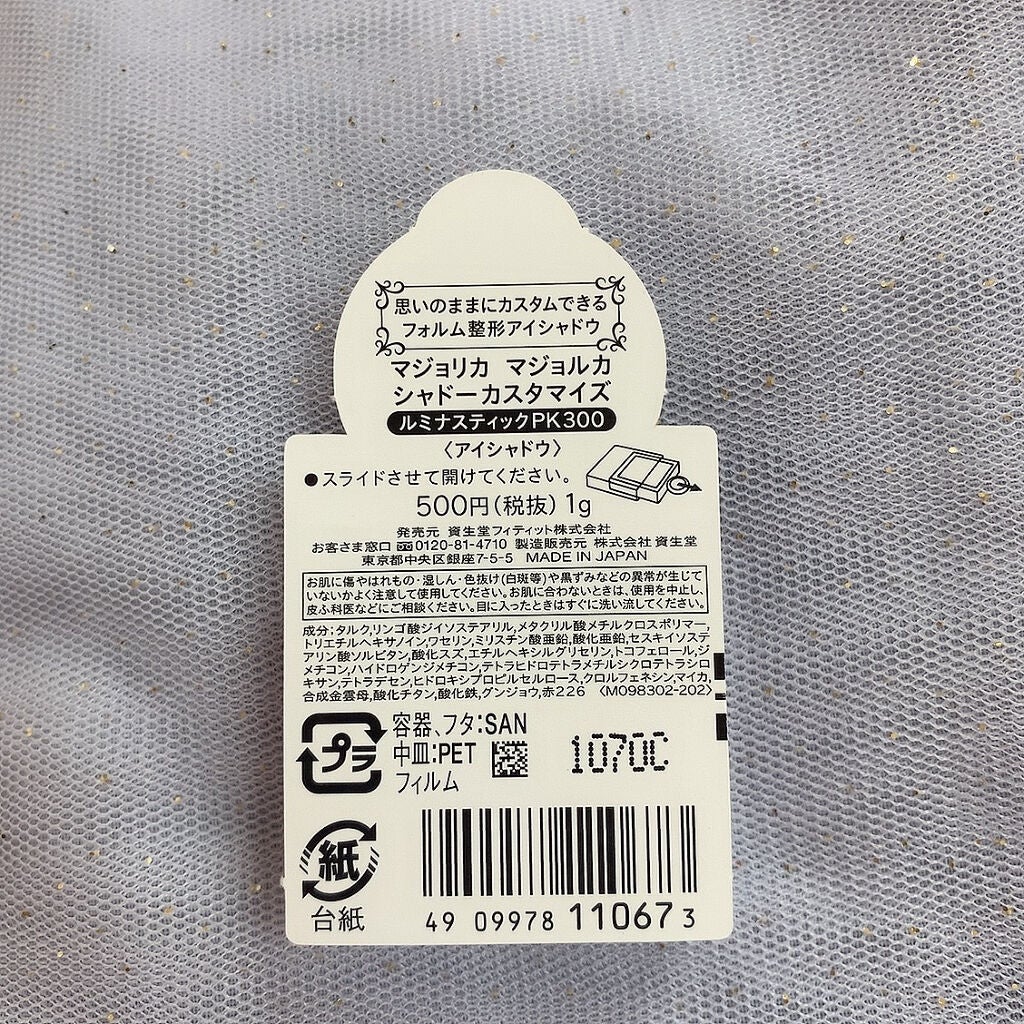 思いのままにカスタムできる
フォルム整形アイシャドウ
マジョリカ マジョルカ
シャドーカスタマイズ
ルミナスティックPK300
〈アイシャドウ〉
●スライドさせて開けてください。
500円(税抜) 1g
発売元 資生堂フィティット株式会社
お客さま窓口 0120-81-4710 製造販売元 株式会社 資生堂
東京都中央区銀座7-5-5 MADE IN JAPAN
お肌に傷やはれもの・湿しん・色抜け(白斑等)や黒ずみなどの異常が生じて
いないかよく注意して使用してください。お肌に合わないときは、使用を中止し、
皮ふ科医などにご相談ください。目に入ったときはすぐに洗い流してください。
成分:タルク,リンゴ酸ジイソステアリル,メタクリル酸メチルクロスポリマー,
トリエチルヘキサノイン,ワセリン,ミリスチン酸亜鉛,酸化亜鉛,セスキイソステ
アリン酸ソルビタン,酸化スズ,エチルヘキシルグリセリン,トコフェロール,ジ
メチコン,ハイドロゲンジメチコン,テトラヒドロテトラメチルシクロテトラシロ
キサン,テトラデセン,ヒドロキシプロピルセルロース,クロルフェネシン,マイカ,
合成金雲母,酸化チタン,酸化鉄,グンジョウ,赤226 〈M098302-202〉
プラ
容器、フタ:SAN
中皿:PET
フィルム
1070C
紙
台紙
49 09978 110673